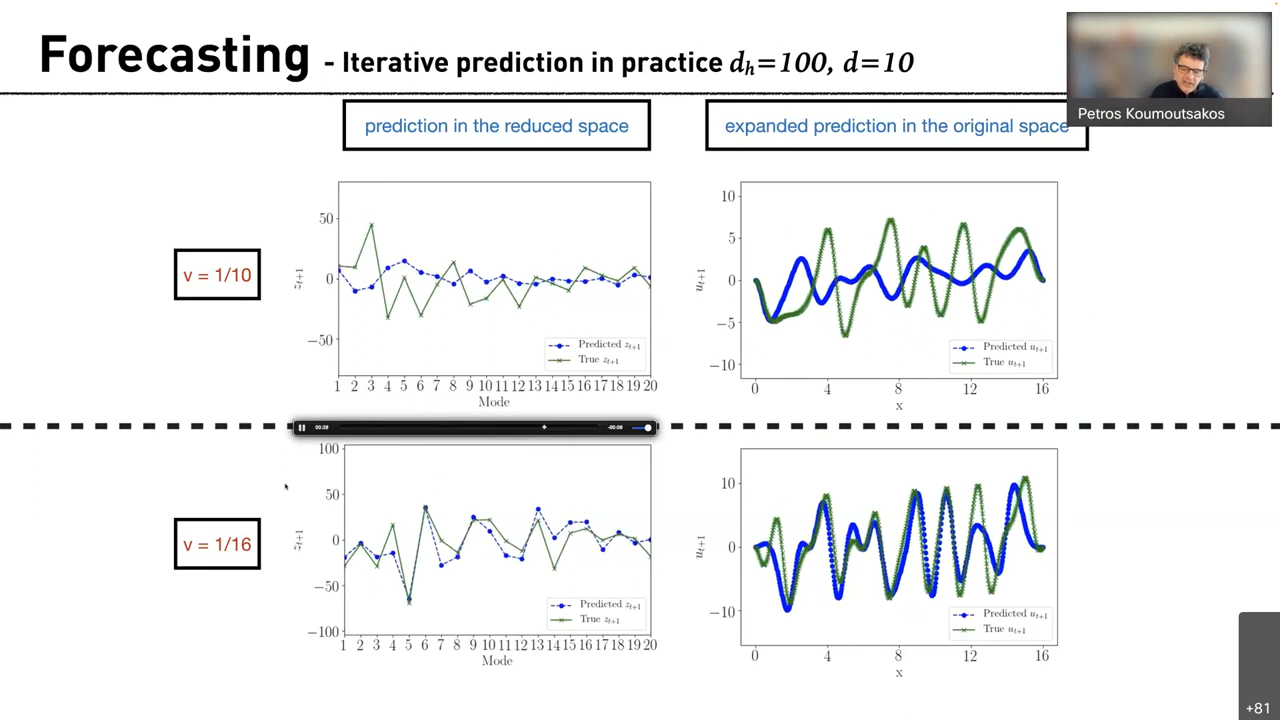 Forecasting - Iterative prediction in practice dₕ=100, d=10
Petros Koumoutsakos
prediction in the reduced space
expanded prediction in the original space
v = 1/10
50
0
−50
z_{t+1}
Predicted z_{t+1}
True z_{t+1}
1 2 3 4 5 6 7 8 9 10 11 12 13 14 15 16 17 18 19 20
Mode
10
5
0
−5
−10
u_{t+1}
Predicted u_{t+1}
True u_{t+1}
0 4 8 12 16
x
00:28
-00:08
v = 1/16
100
50
0
−50
−100
z_{t+1}
Predicted z_{t+1}
True z_{t+1}
1 2 3 4 5 6 7 8 9 10 11 12 13 14 15 16 17 18 19 20
Mode
10
0
−10
u_{t+1}
Predicted u_{t+1}
True u_{t+1}
0 4 8 12 16
x
+81